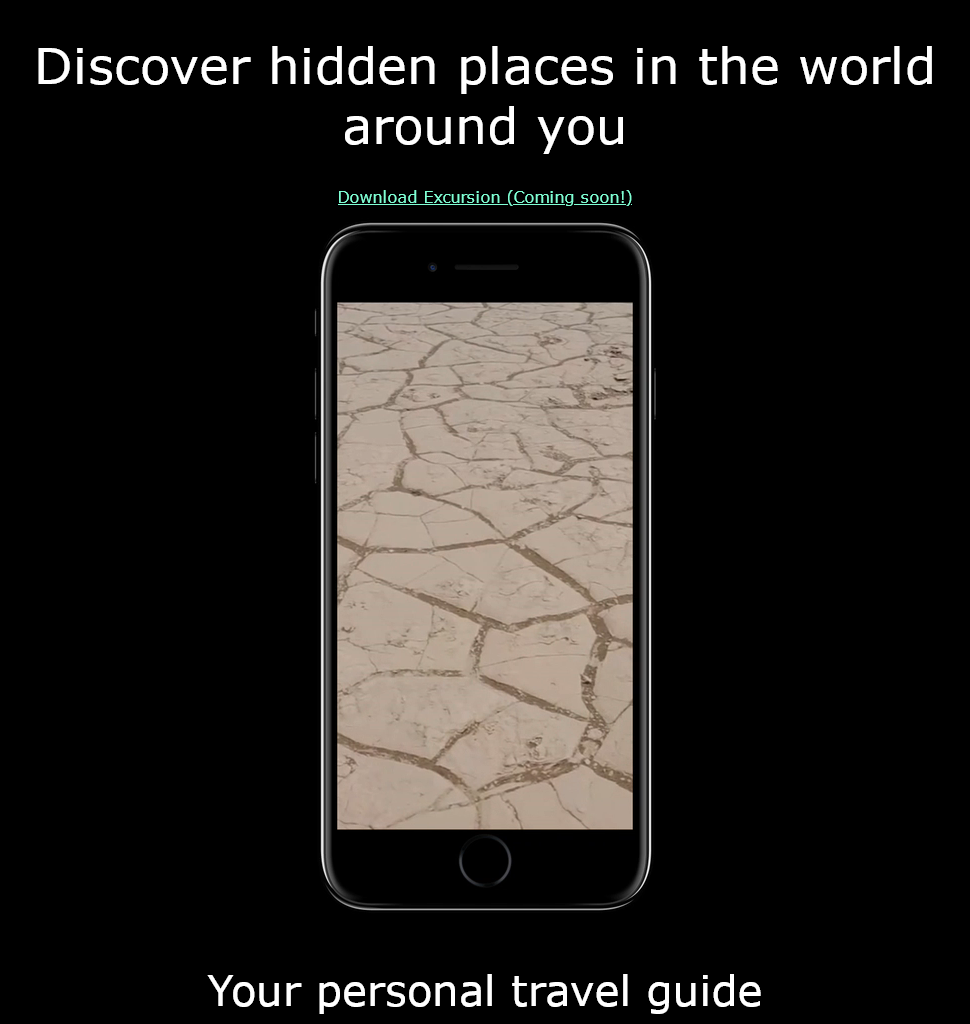 Discover hidden places in the world
around you
Download Excursion (Coming soon!)
Your personal travel guide